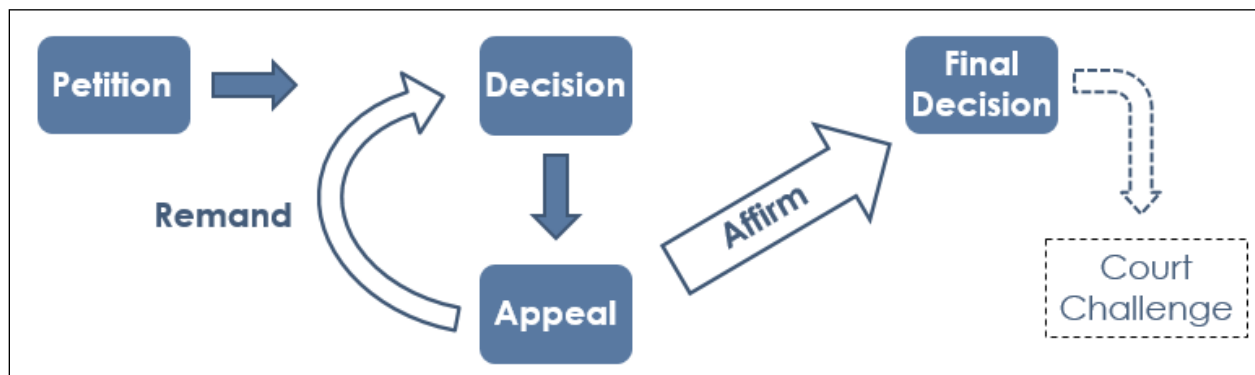 Petition
Decision
Final
Decision
Remand
Affirm
Appeal
Court
Challenge